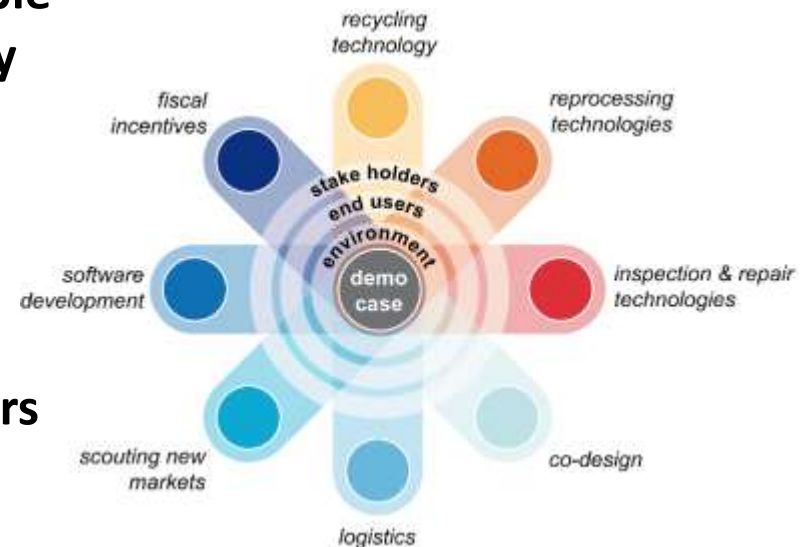 recycling
technology
fiscal
incentives
reprocessing
technologies
stake holders
end users
environment
demo
case
software
development
inspection & repair
technologies
scouting new
markets
co-design
logistics